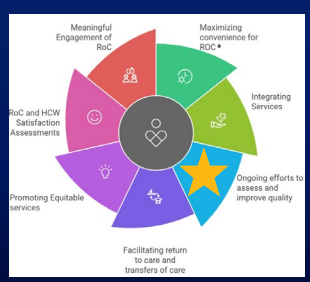 Meaningful
Engagement of
RoC
Maximizing
convenience for
ROC *
Integrating
Services
Ongoing efforts to
assess and
improve quality
Facilitating return
to care and
transfers of care
Promoting Equitable
services
RoC and HCW
Satisfaction
Assessments